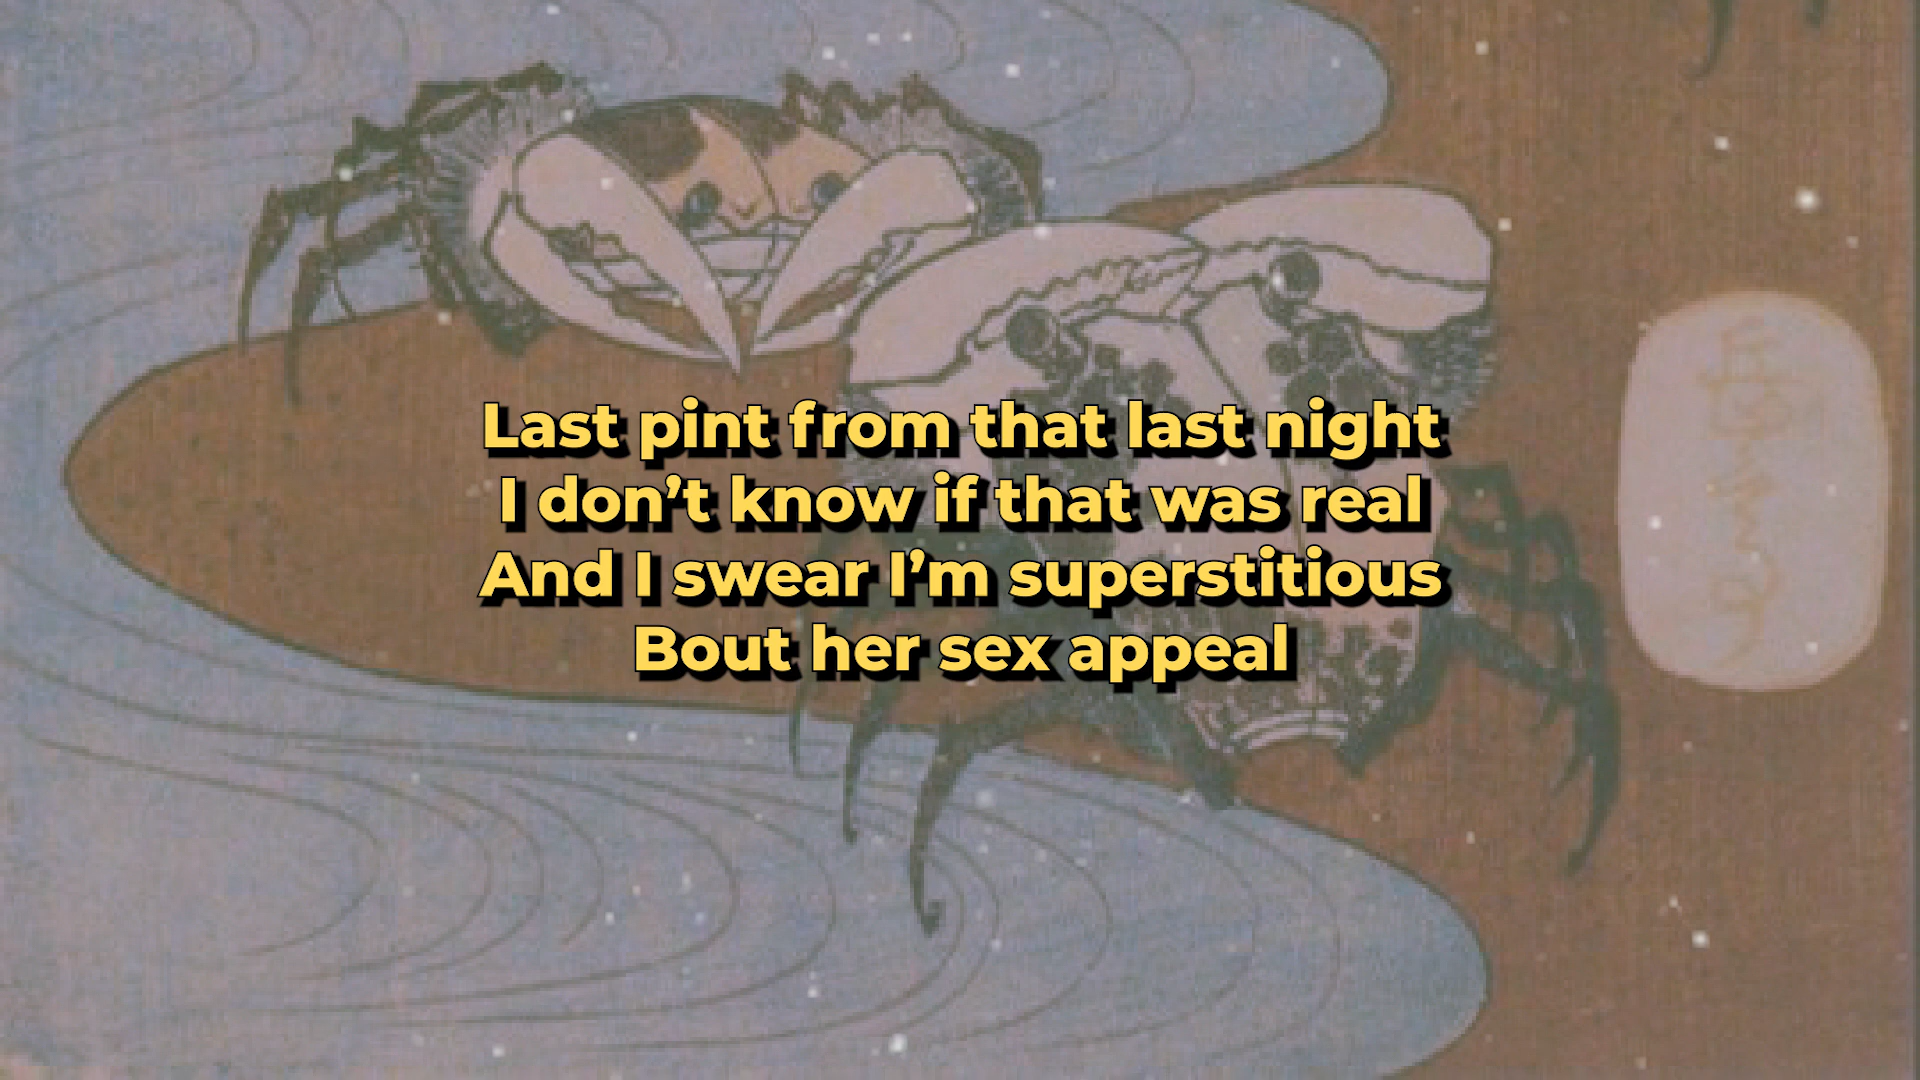 Last pint from that last night
I don’t know if that was real
And I swear I’m superstitious
Bout her sex appeal